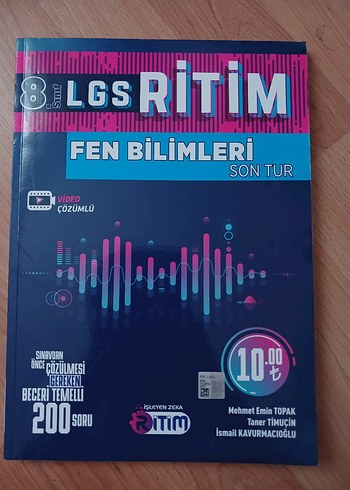 8. Sınıf
LGS RİTİM
FEN BİLİMLERİ
SON TUR
VİDEO
ÇÖZÜMLÜ
SINAVDAN
ÖNCE ÇÖZÜLMESİ
GEREKEN
BECERİ TEMELLİ
200 SORU
10.00 ₺
Mehmet Emin TOPAK
Taner TİMUÇİN
İsmail KAVURMACIOĞLU
İŞLEYEN ZEKA
RİTİM